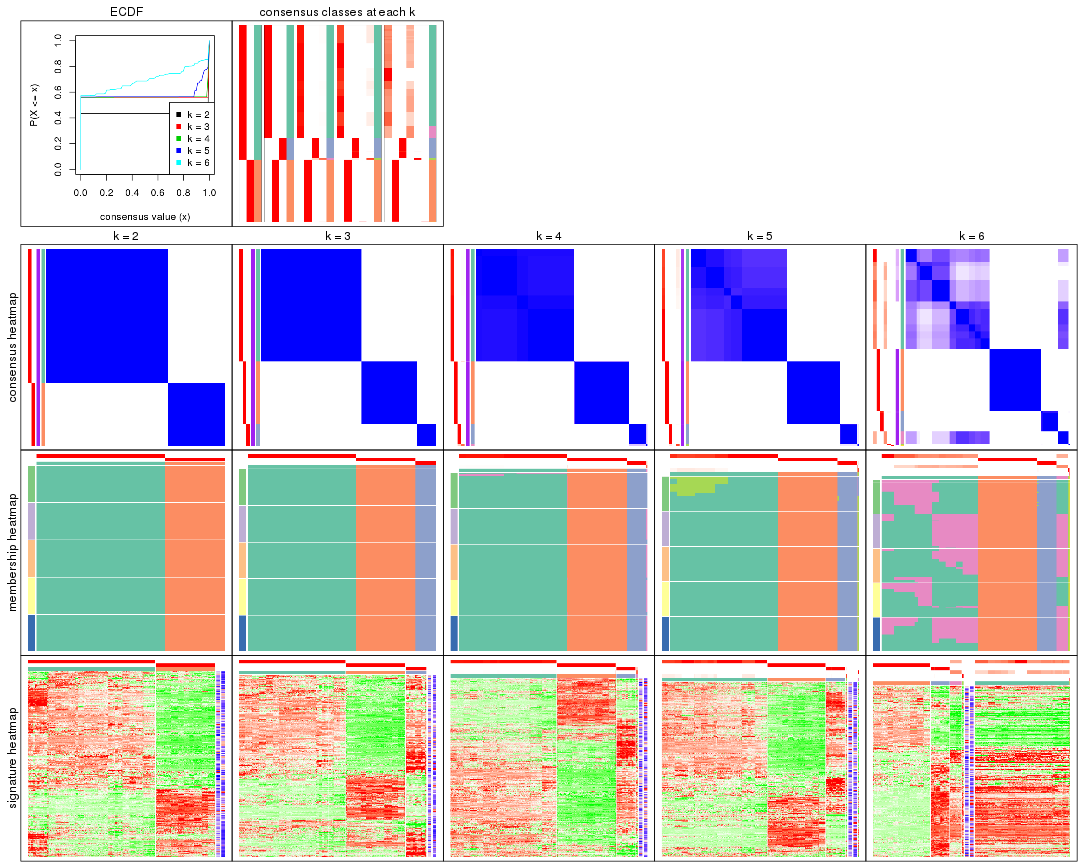 ECDF
consensus classes at each k
P(X <= x)
0.0 0.2 0.4 0.6 0.8 1.0
k = 2
k = 3
k = 4
k = 5
k = 6
0.0 0.2 0.4 0.6 0.8 1.0
consensus value (x)
k = 2
k = 3
k = 4
k = 5
k = 6
consensus heatmap
membership heatmap
signature heatmap